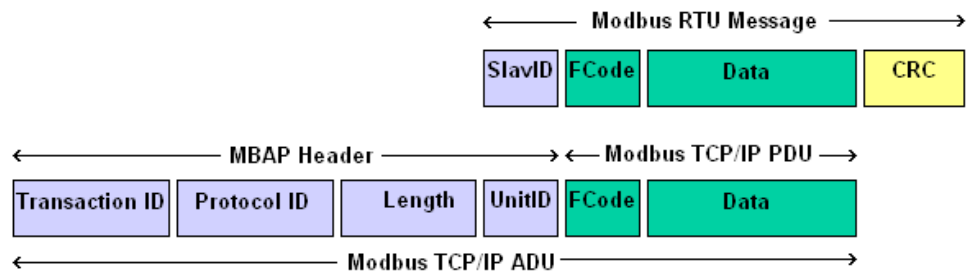 Modbus RTU Message
SlavID FCode Data CRC
MBAP Header Modbus TCP/IP PDU
Transaction ID Protocol ID Length UnitID FCode Data
Modbus TCP/IP ADU